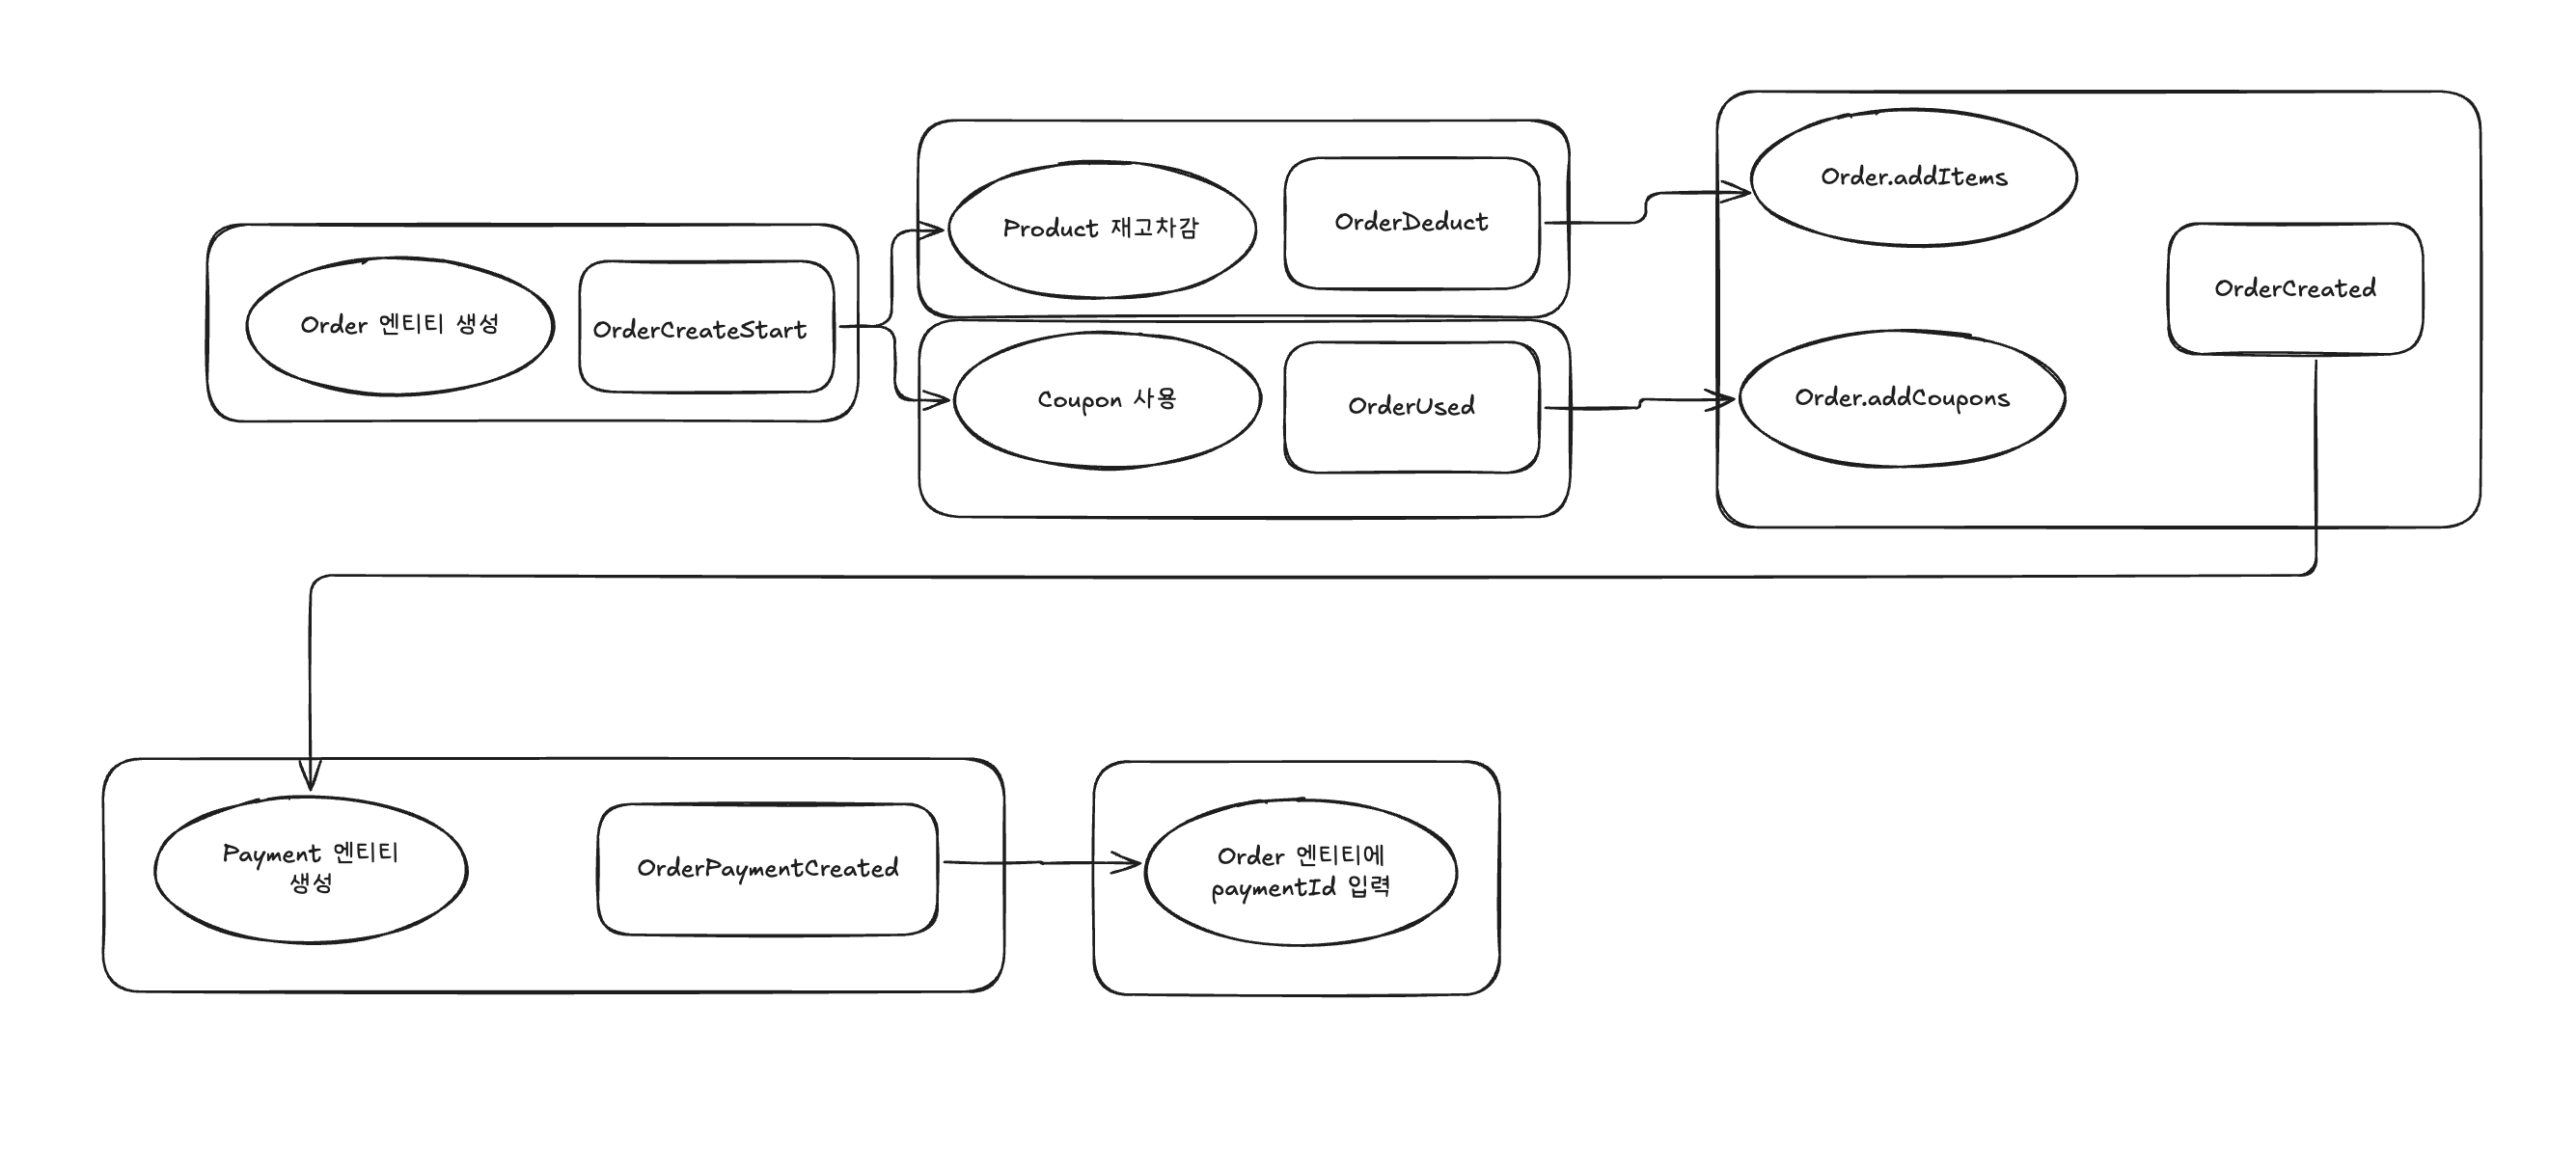 Order 엔티티 생성
OrderCreateStart
Product 재고차감
OrderDeduct
Coupon 사용
OrderUsed
Order.addItems
Order.addCoupons
OrderCreated
Payment 엔티티
생성
OrderPaymentCreated
Order 엔티티에
paymentId 입력